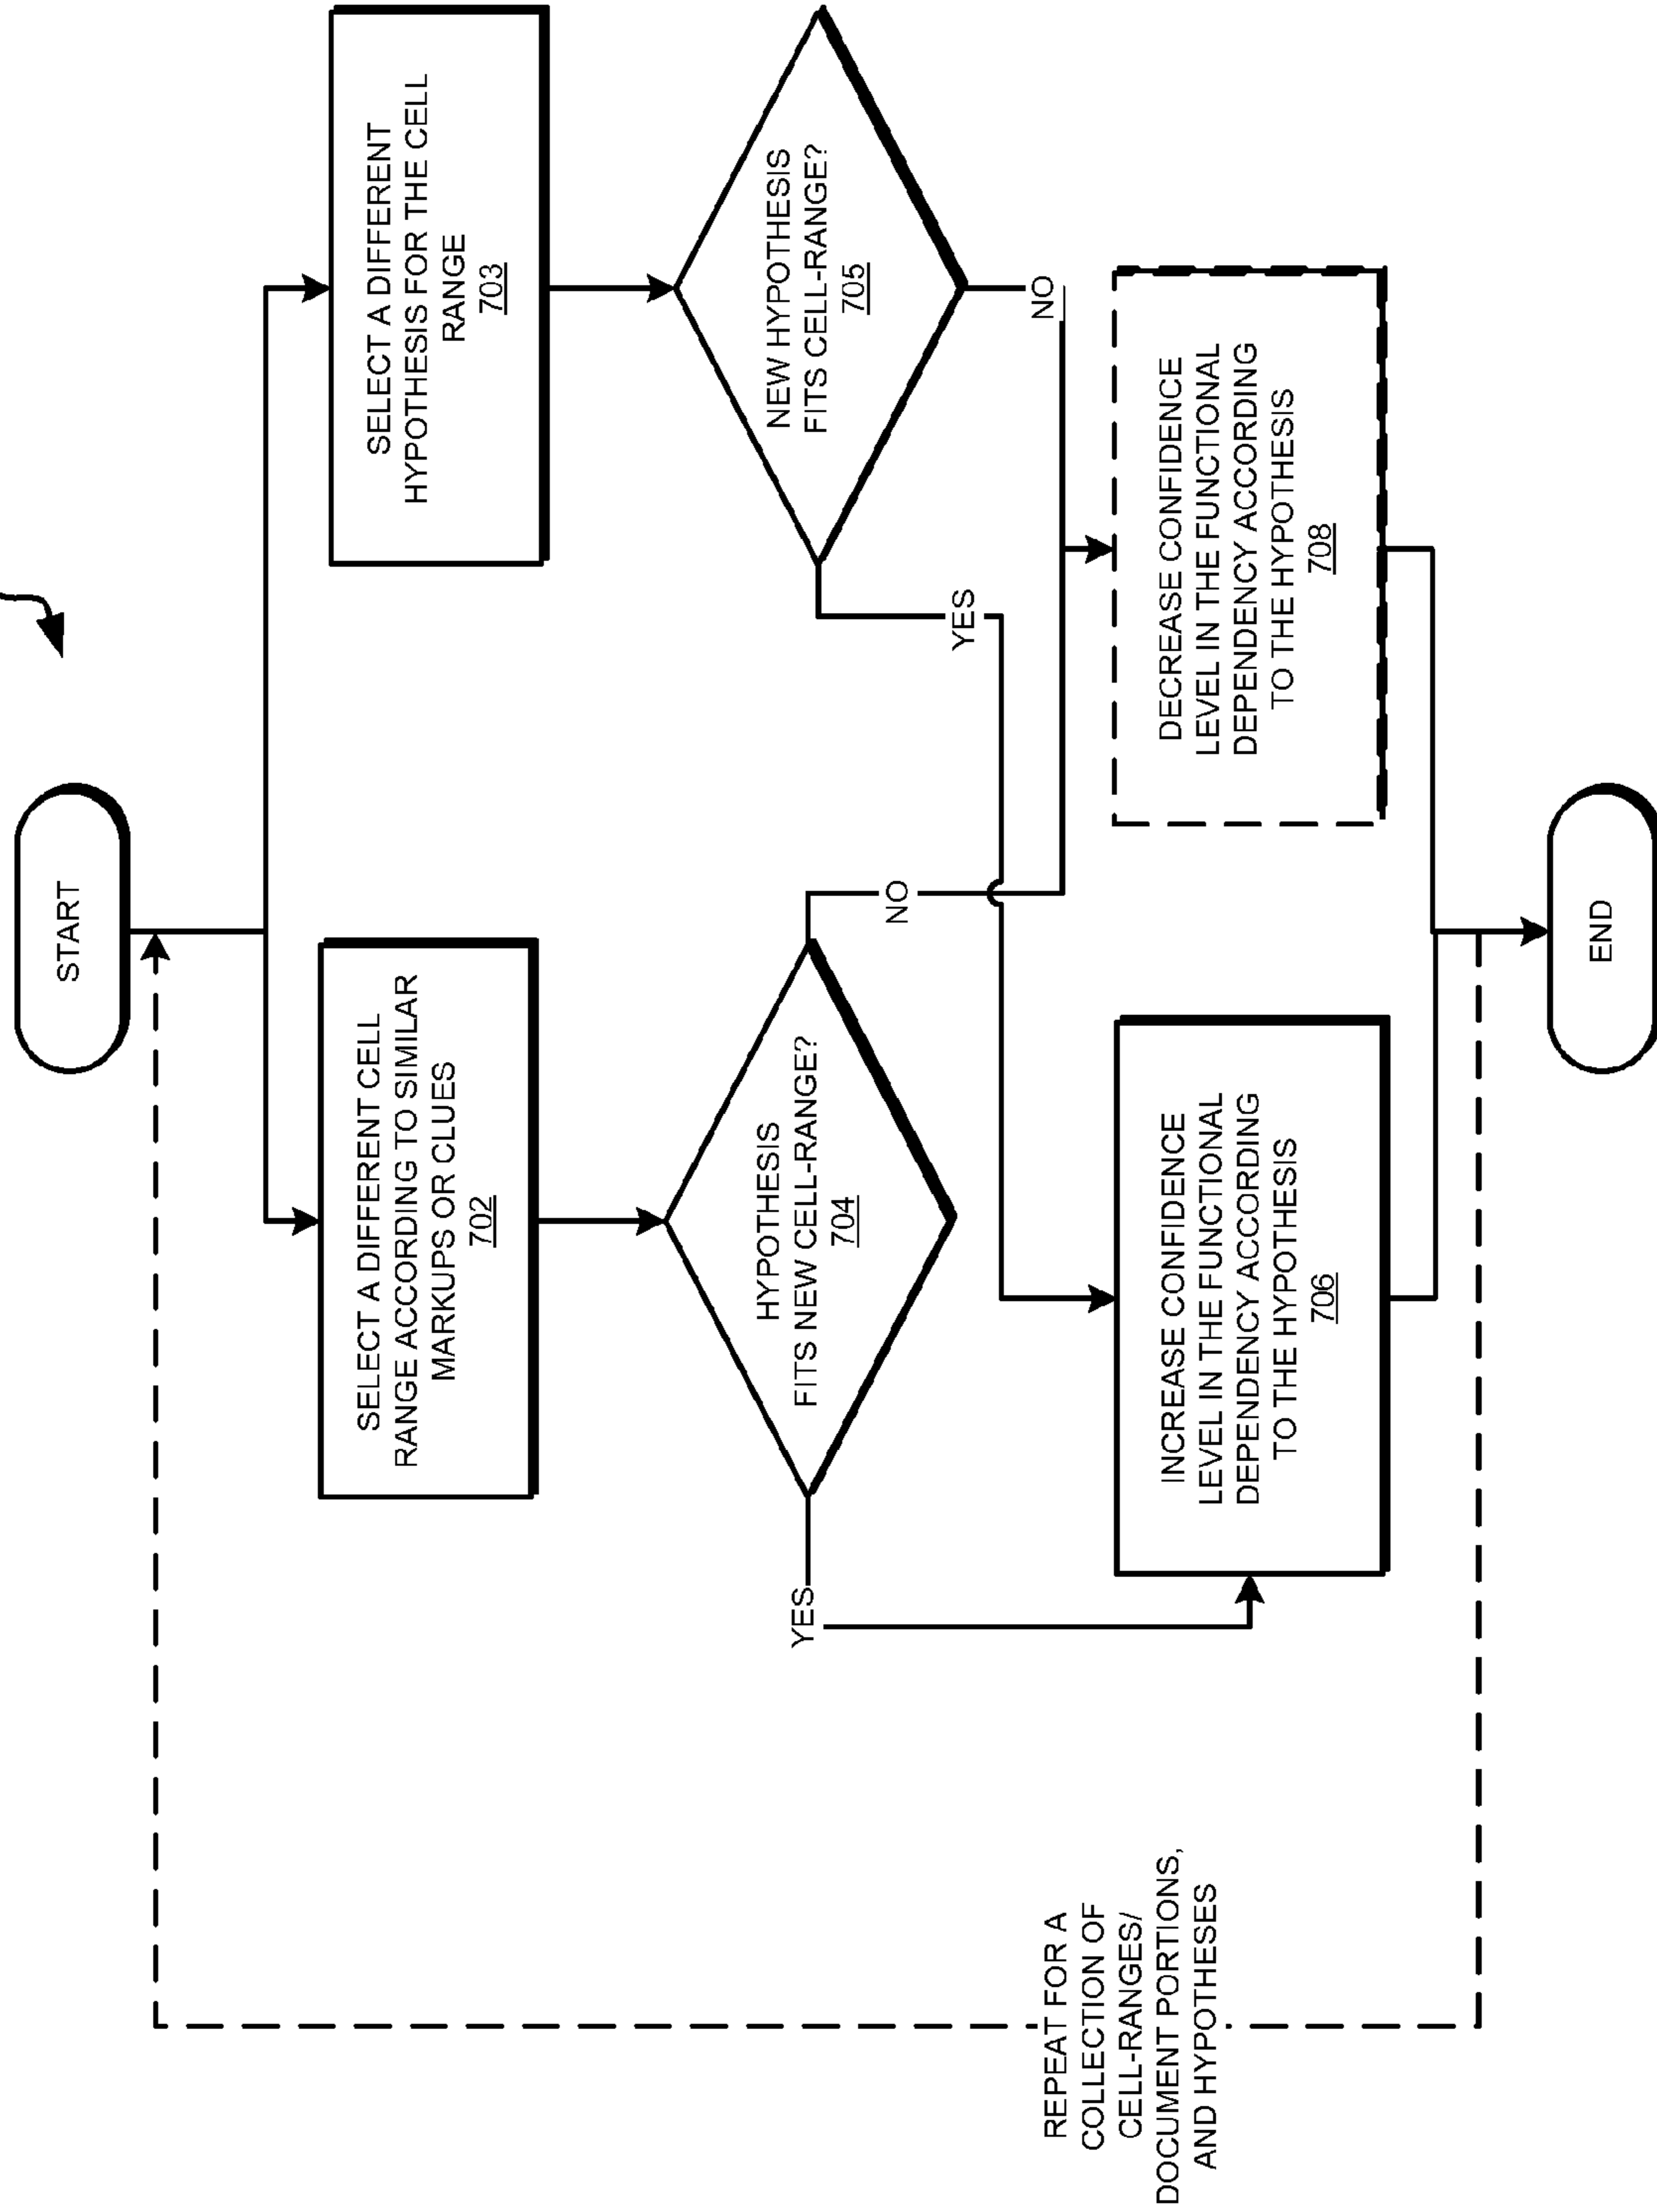 START
SELECT A DIFFERENT CELL
RANGE ACCORDING TO SIMILAR
MARKUPS OR CLUES
702
SELECT A DIFFERENT
HYPOTHESIS FOR THE CELL
RANGE
703
HYPOTHESIS
FITS NEW CELL-RANGE?
704
NEW HYPOTHESIS
FITS CELL-RANGE?
705
YES
NO
YES
NO
REPEAT FOR A
COLLECTION OF
CELL-RANGES/
DOCUMENT PORTIONS,
AND HYPOTHESES
INCREASE CONFIDENCE
LEVEL IN THE FUNCTIONAL
DEPENDENCY ACCORDING
TO THE HYPOTHESIS
706
DECREASE CONFIDENCE
LEVEL IN THE FUNCTIONAL
DEPENDENCY ACCORDING
TO THE HYPOTHESIS
708
END